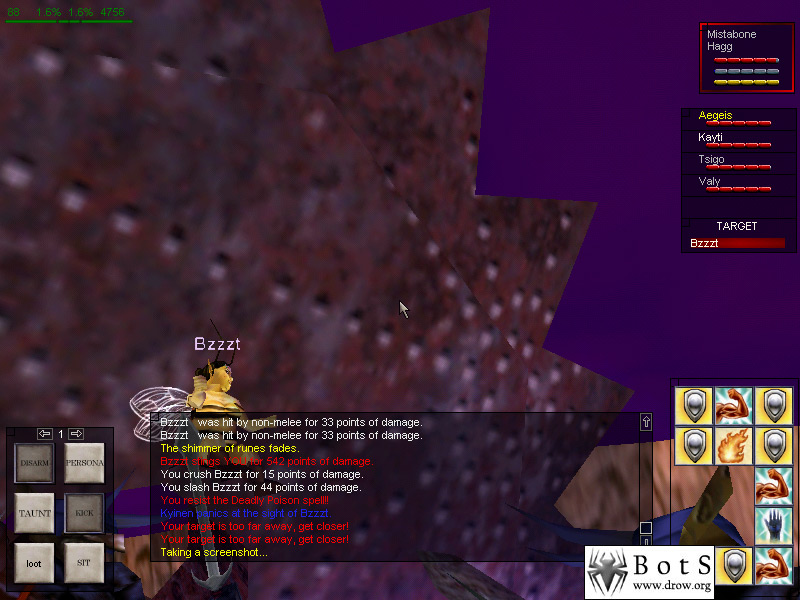 88 1.6% 1.6% 4756
Mistabone
Hagg
Aegeis
Kayti
Tsigo
Valy
TARGET
Bzzzt
Bzzzt
Bzzzt was hit by non-melee for 33 points of damage.
Bzzzt was hit by non-melee for 33 points of damage.
The shimmer of runes fades.
Bzzzt stings YOU for 542 points of damage.
You crush Bzzzt for 15 points of damage.
You slash Bzzzt for 44 points of damage.
You resist the Deadly Poison spell!
Kyinen panics at the sight of Bzzzt.
Your target is too far away, get closer!
Your target is too far away, get closer!
Taking a screenshot...
1
DISARM
PERSONA
TAUNT
KICK
loot
SIT
BotS
www.drow.org